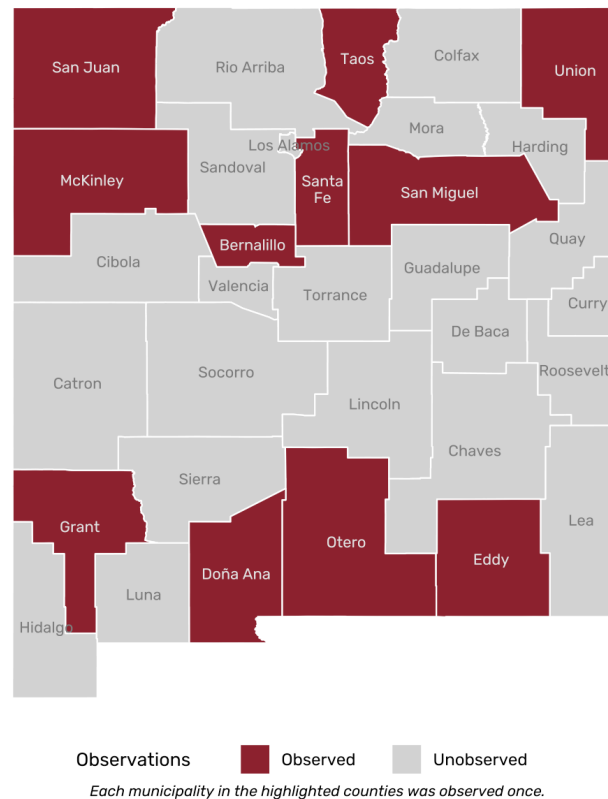 San Juan
Rio Arriba
Taos
Colfax
Union
Mora
Harding
Los Alamos
Sandoval
McKinley
Santa
Fe
San Miguel
Bernalillo
Quay
Cibola
Guadalupe
Valencia
Torrance
Curry
De Baca
Roosevelt
Catron
Socorro
Lincoln
Chaves
Sierra
Lea
Grant
Otero
Eddy
Doña Ana
Luna
Hidalgo
Observations
Observed
Unobserved
Each municipality in the highlighted counties was observed once.